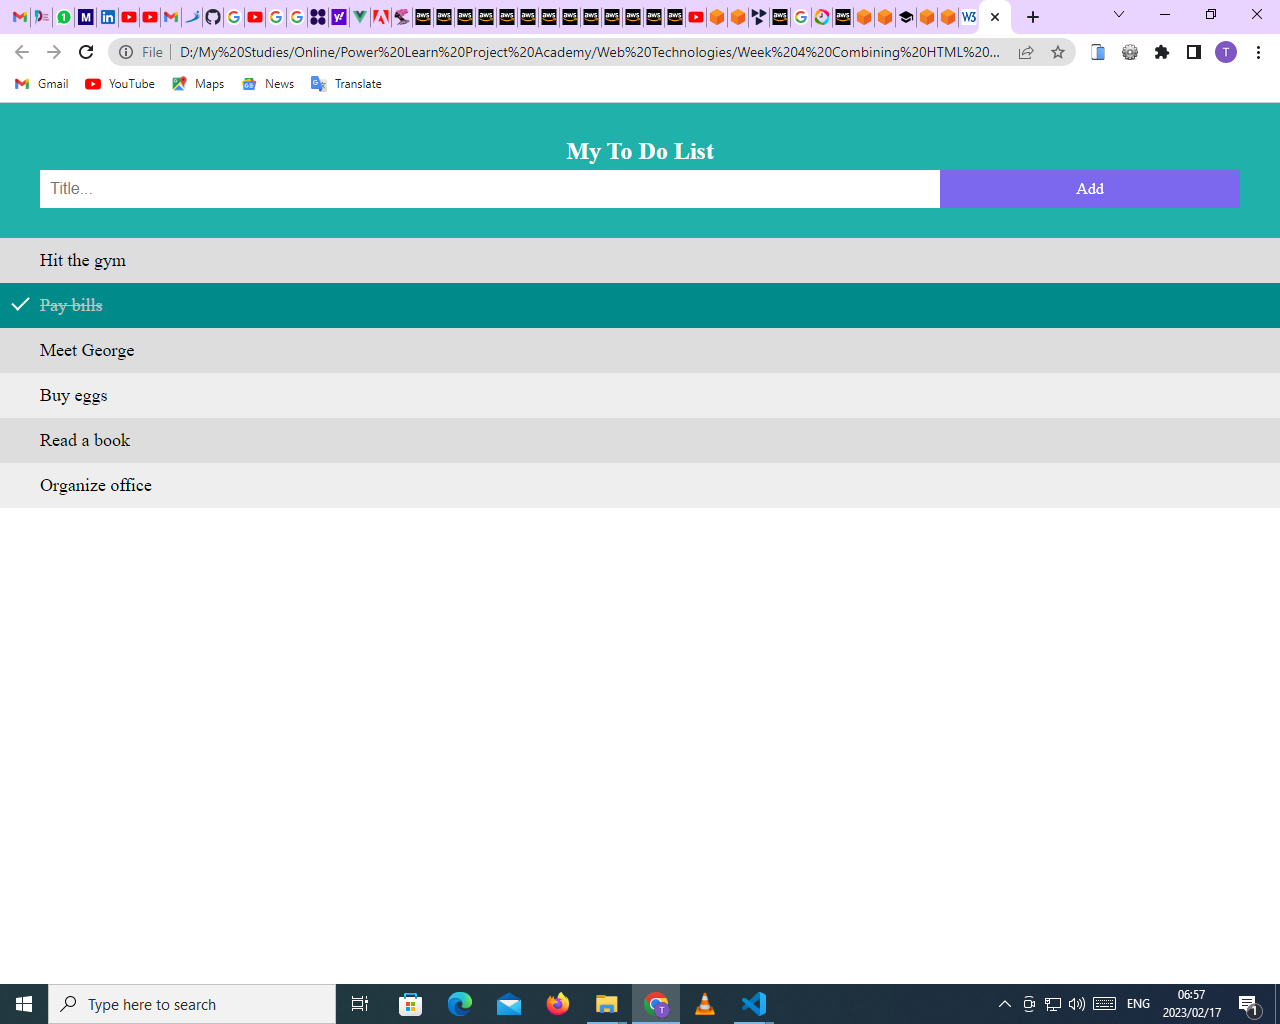 File
D:/My%20Studies/Online/Power%20Learn%20Project%20Academy/Web%20Technologies/Week%204%20Combining%20HTML%20...
T
Gmail
YouTube
Maps
News
Translate
My To Do List
Title...
Add
Hit the gym
Pay bills
Meet George
Buy eggs
Read a book
Organize office
Type here to search
ENG
06:57
2023/02/17
1